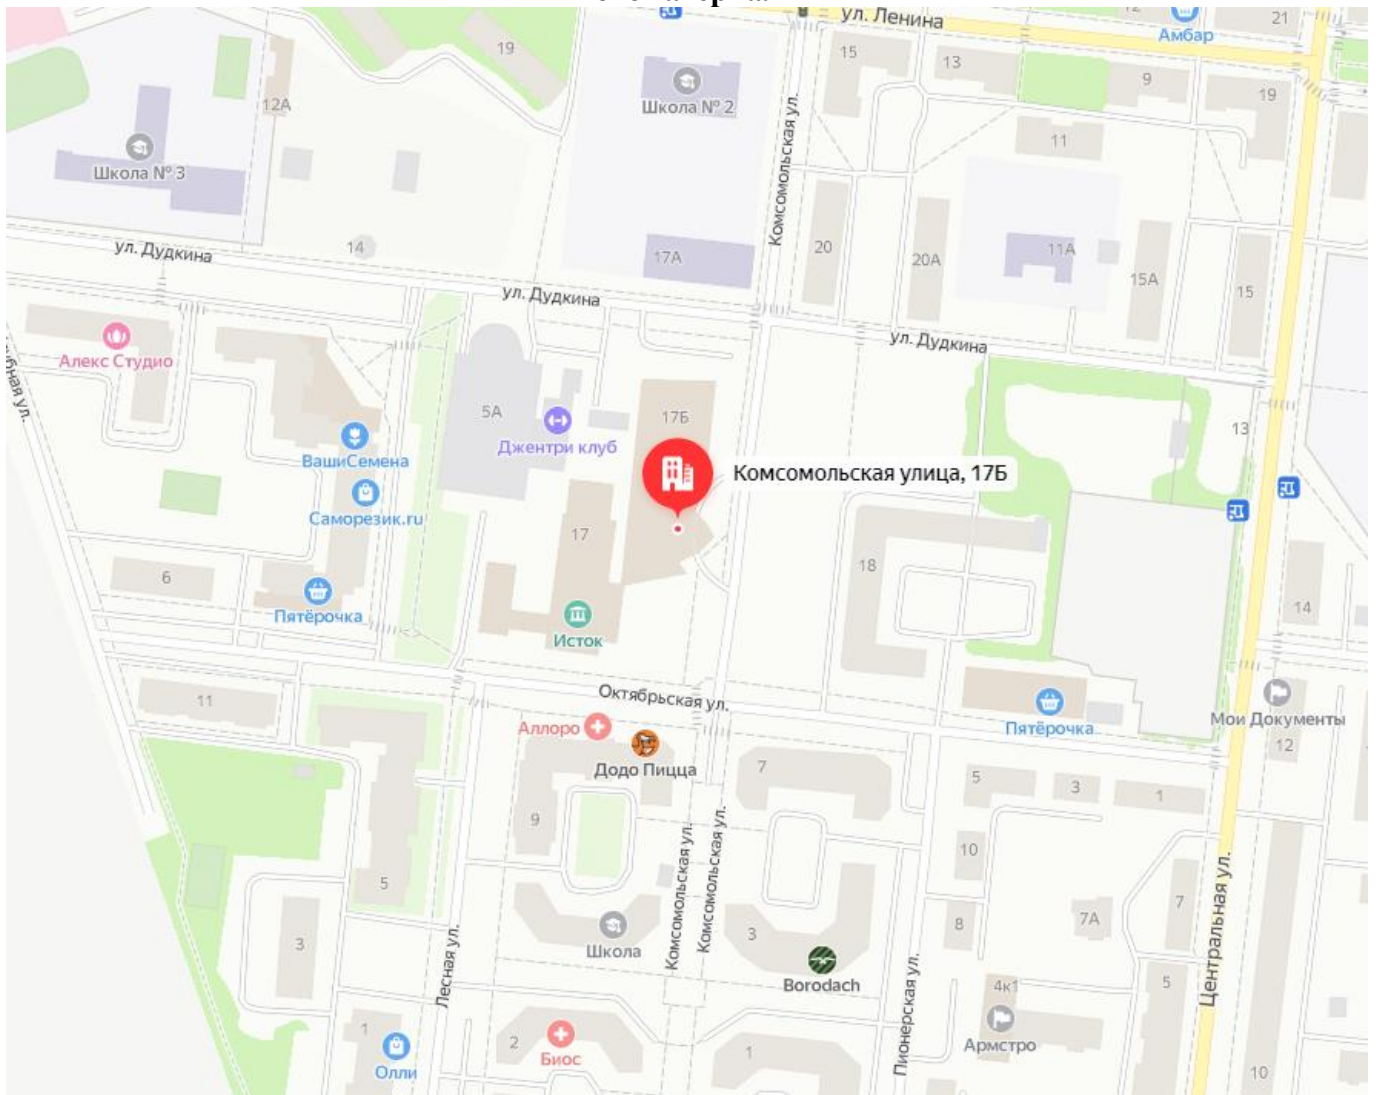 ул. Ленина
12
21
Амбар
19
15
13
9
19
12А
Школа № 2
Школа № 3
Комсомольская ул.
11
ул. Дудкина
14
17А
20
20А
11А
15А
15
ул. Дудкина
ул. Дудкина
Алекс Студио
5А
17Б
Джентри клуб
13
ВашиСемена
Комсомольская улица, 17Б
Саморезик.ru
17
18
6
Пятёрочка
Исток
14
11
Октябрьская ул.
Аллоро
Пятёрочка
Мои Документы
12
Додо Пицца
7
5
3
1
9
10
5
Комсомольская ул.
Комсомольская ул.
Центральная ул.
7
7А
8
3
Школа
3
Лесная ул.
Borodach
Пионерская ул.
4к1
5
1
2
Биос
Олли
1
Армстро
10